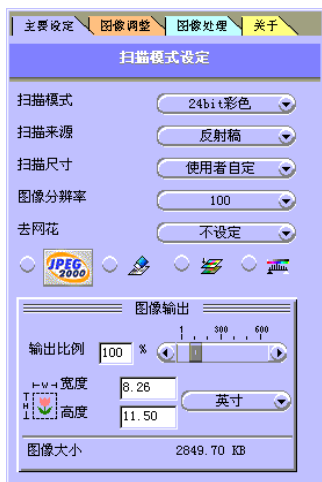 主要设定 图像调整 图像处理 关于
扫描模式设定
扫描模式 24bit彩色
扫描来源 反射稿
扫描尺寸 使用者自定
图像分辨率 100
去网花 不设定
JPEG 2000
图像输出
1 300 600
输出比例 100 %
W 宽度 8.26
英寸
H 高度 11.50
图像大小 2849.70 KB